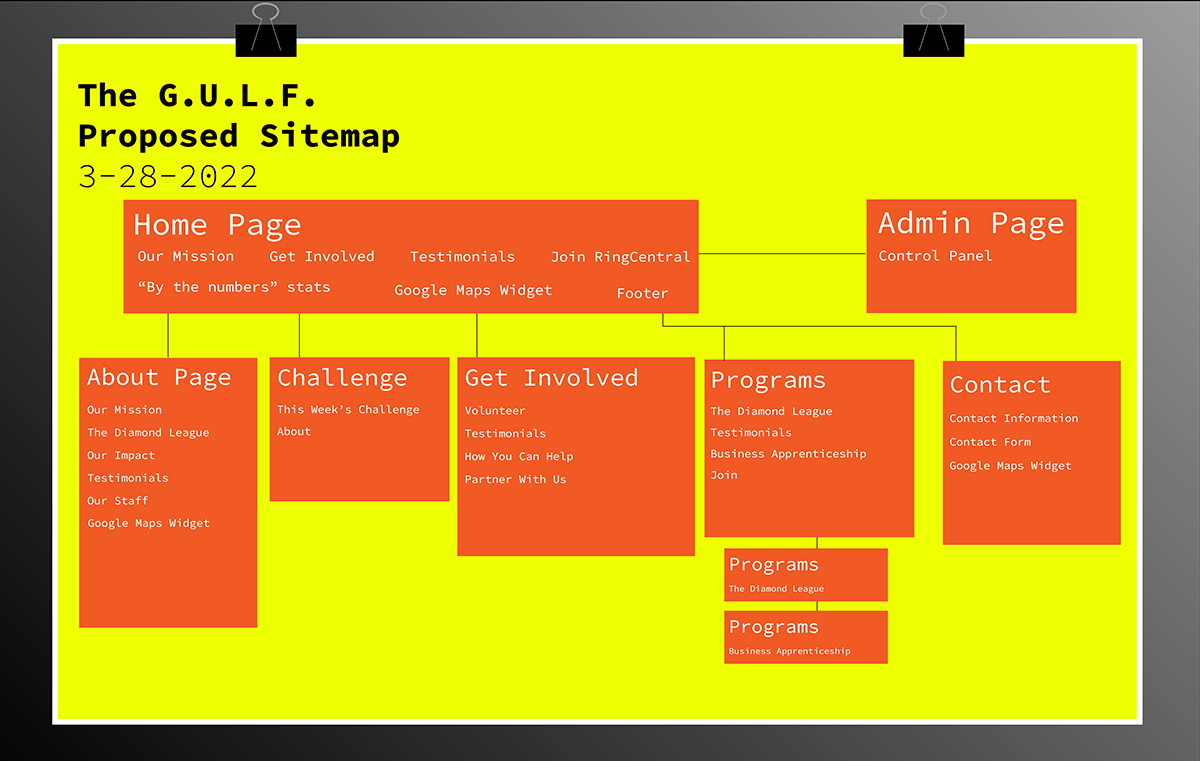 The G.U.L.F.
Proposed Sitemap
3-28-2022
Home Page
Our Mission Get Involved Testimonials Join RingCentral
“By the numbers” stats Google Maps Widget Footer
Admin Page
Control Panel
About Page
Our Mission
The Diamond League
Our Impact
Testimonials
Our Staff
Google Maps Widget
Challenge
This Week’s Challenge
About
Get Involved
Volunteer
Testimonials
How You Can Help
Partner With Us
Programs
The Diamond League
Testimonials
Business Apprenticeship
Join
Programs
The Diamond League
Programs
Business Apprenticeship
Contact
Contact Information
Contact Form
Google Maps Widget